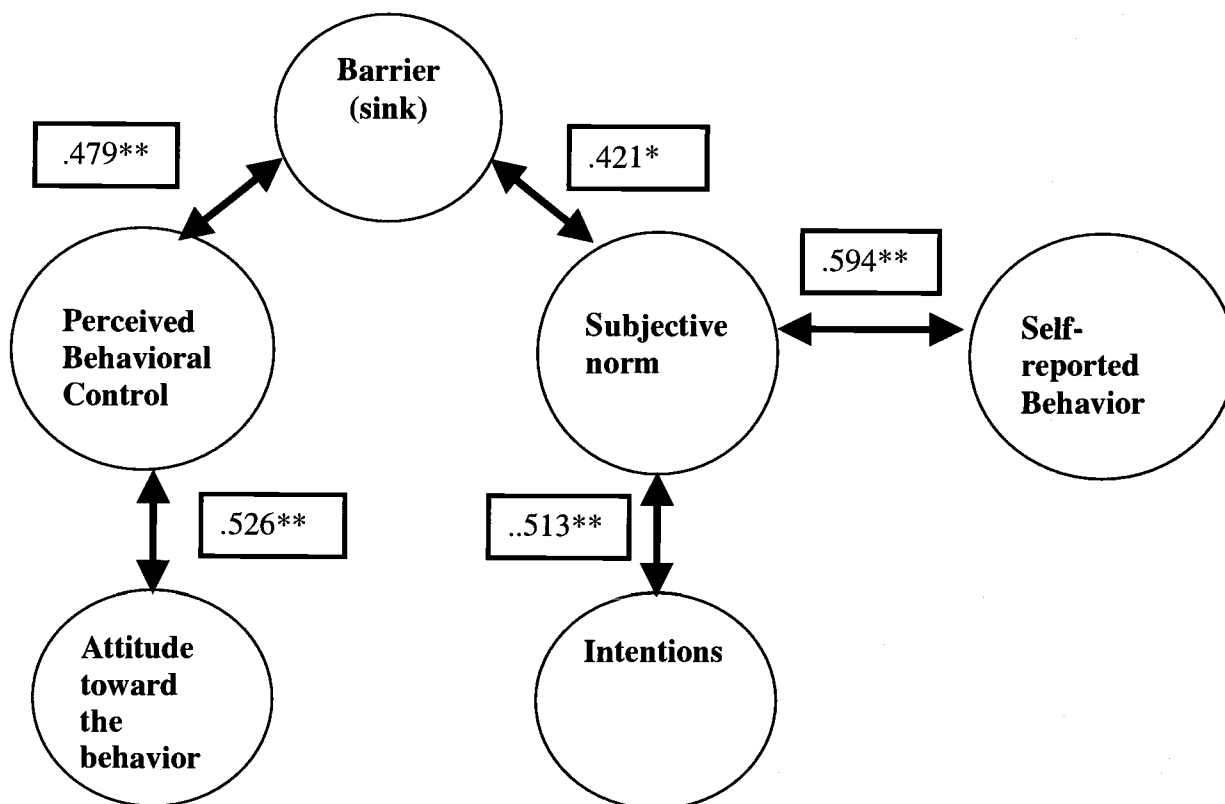 Barrier
(sink)
.479**
.421*
.594**
Perceived
Behavioral
Control
Subjective
norm
Self-
reported
Behavior
.526**
..513**
Attitude
toward
the
behavior
Intentions